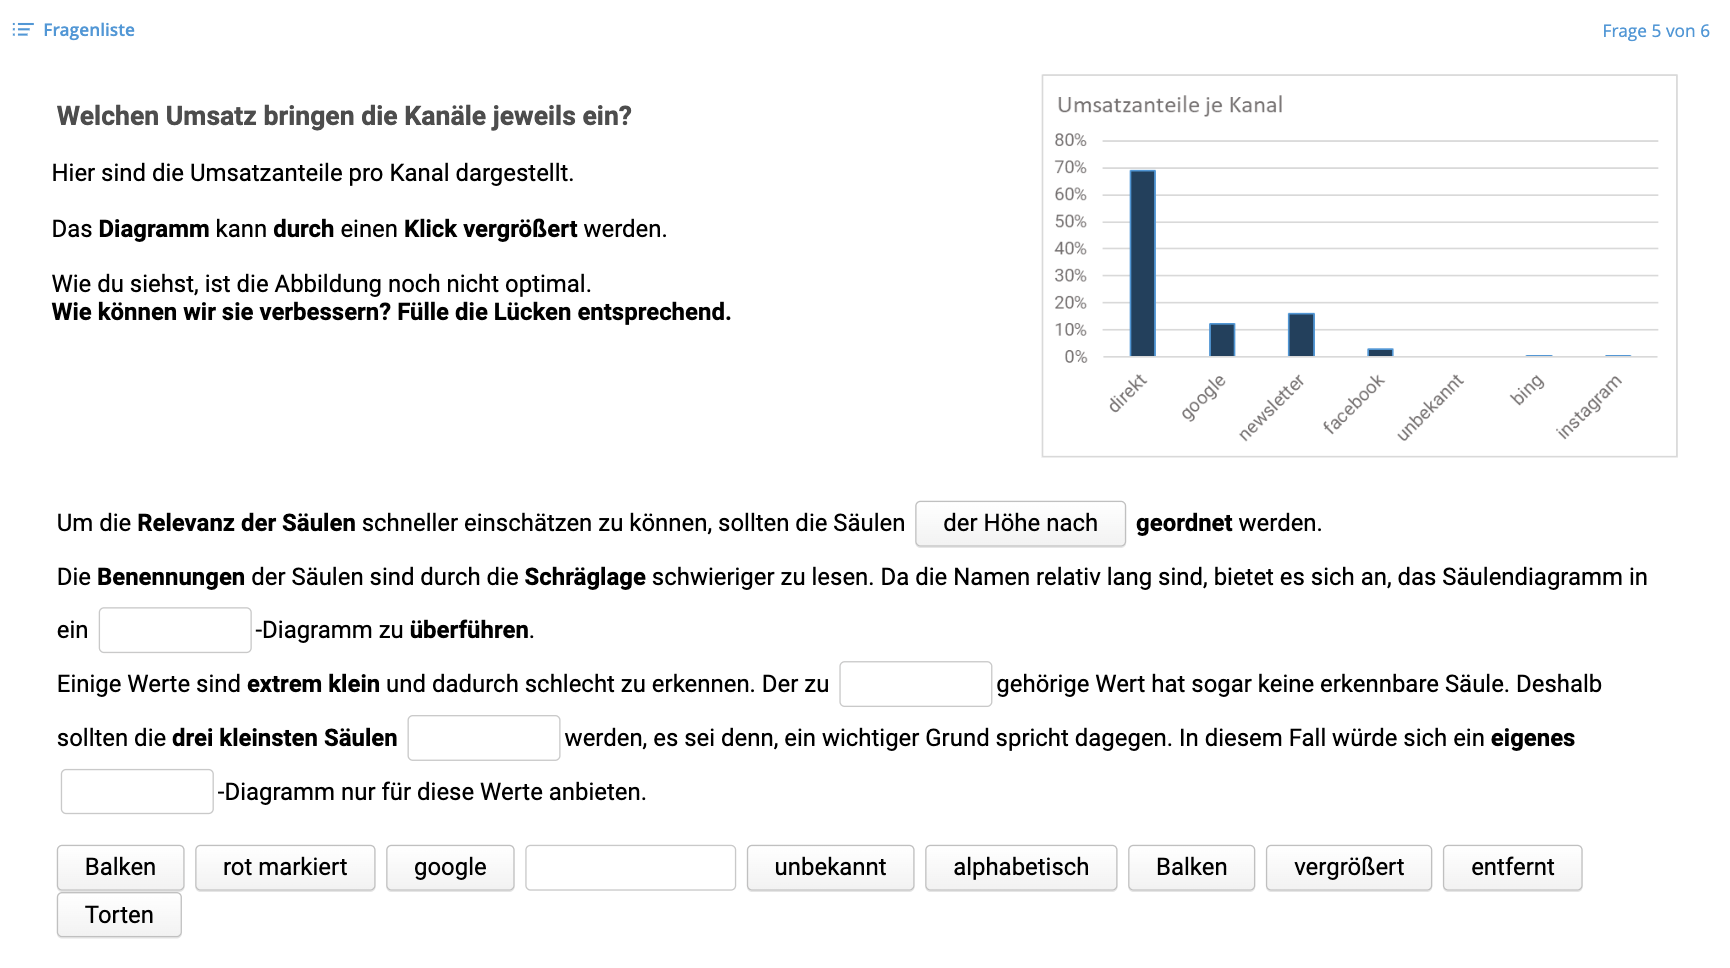 Fragenliste
Frage 5 von 6
Welchen Umsatz bringen die Kanäle jeweils ein?
Hier sind die Umsatzanteile pro Kanal dargestellt.
Das Diagramm kann durch einen Klick vergrößert werden.
Wie du siehst, ist die Abbildung noch nicht optimal.
Wie können wir sie verbessern? Fülle die Lücken entsprechend.
Umsatzanteile je Kanal
80%
70%
60%
50%
40%
30%
20%
10%
0%
direkt
google
newsletter
facebook
unbekannt
bing
instagram
Um die Relevanz der Säulen schneller einschätzen zu können, sollten die Säulen der Höhe nach geordnet werden.
Die Benennungen der Säulen sind durch die Schräglage schwieriger zu lesen. Da die Namen relativ lang sind, bietet es sich an, das Säulendiagramm in
ein -Diagramm zu überführen.
Einige Werte sind extrem klein und dadurch schlecht zu erkennen. Der zu gehörige Wert hat sogar keine erkennbare Säule. Deshalb
sollten die drei kleinsten Säulen werden, es sei denn, ein wichtiger Grund spricht dagegen. In diesem Fall würde sich ein eigenes
-Diagramm nur für diese Werte anbieten.
Balken rot markiert google unbekannt alphabetisch Balken vergrößert entfernt
Torten